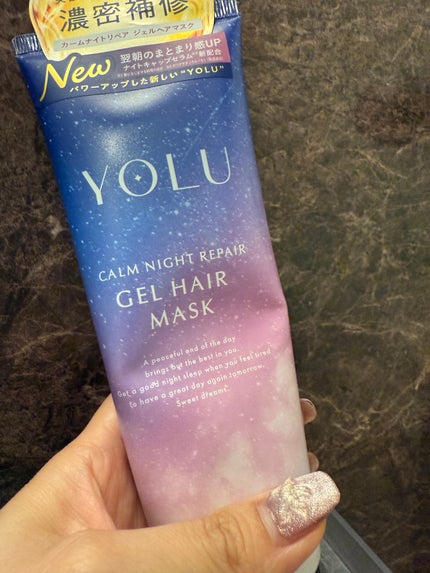 濃密補修
カームナイトリペア ジェルヘアマスク
New
翌朝のまとまり感UP
ナイトキャップセラム 新配合
パワーアップした新しい "YOLU"
YOLU
CALM NIGHT REPAIR
GEL HAIR
MASK
A peaceful end of the day
brings out the best in you.
Get a good night sleep when you feel tired
to have a great day again tomorrow.
Sweet dreams.